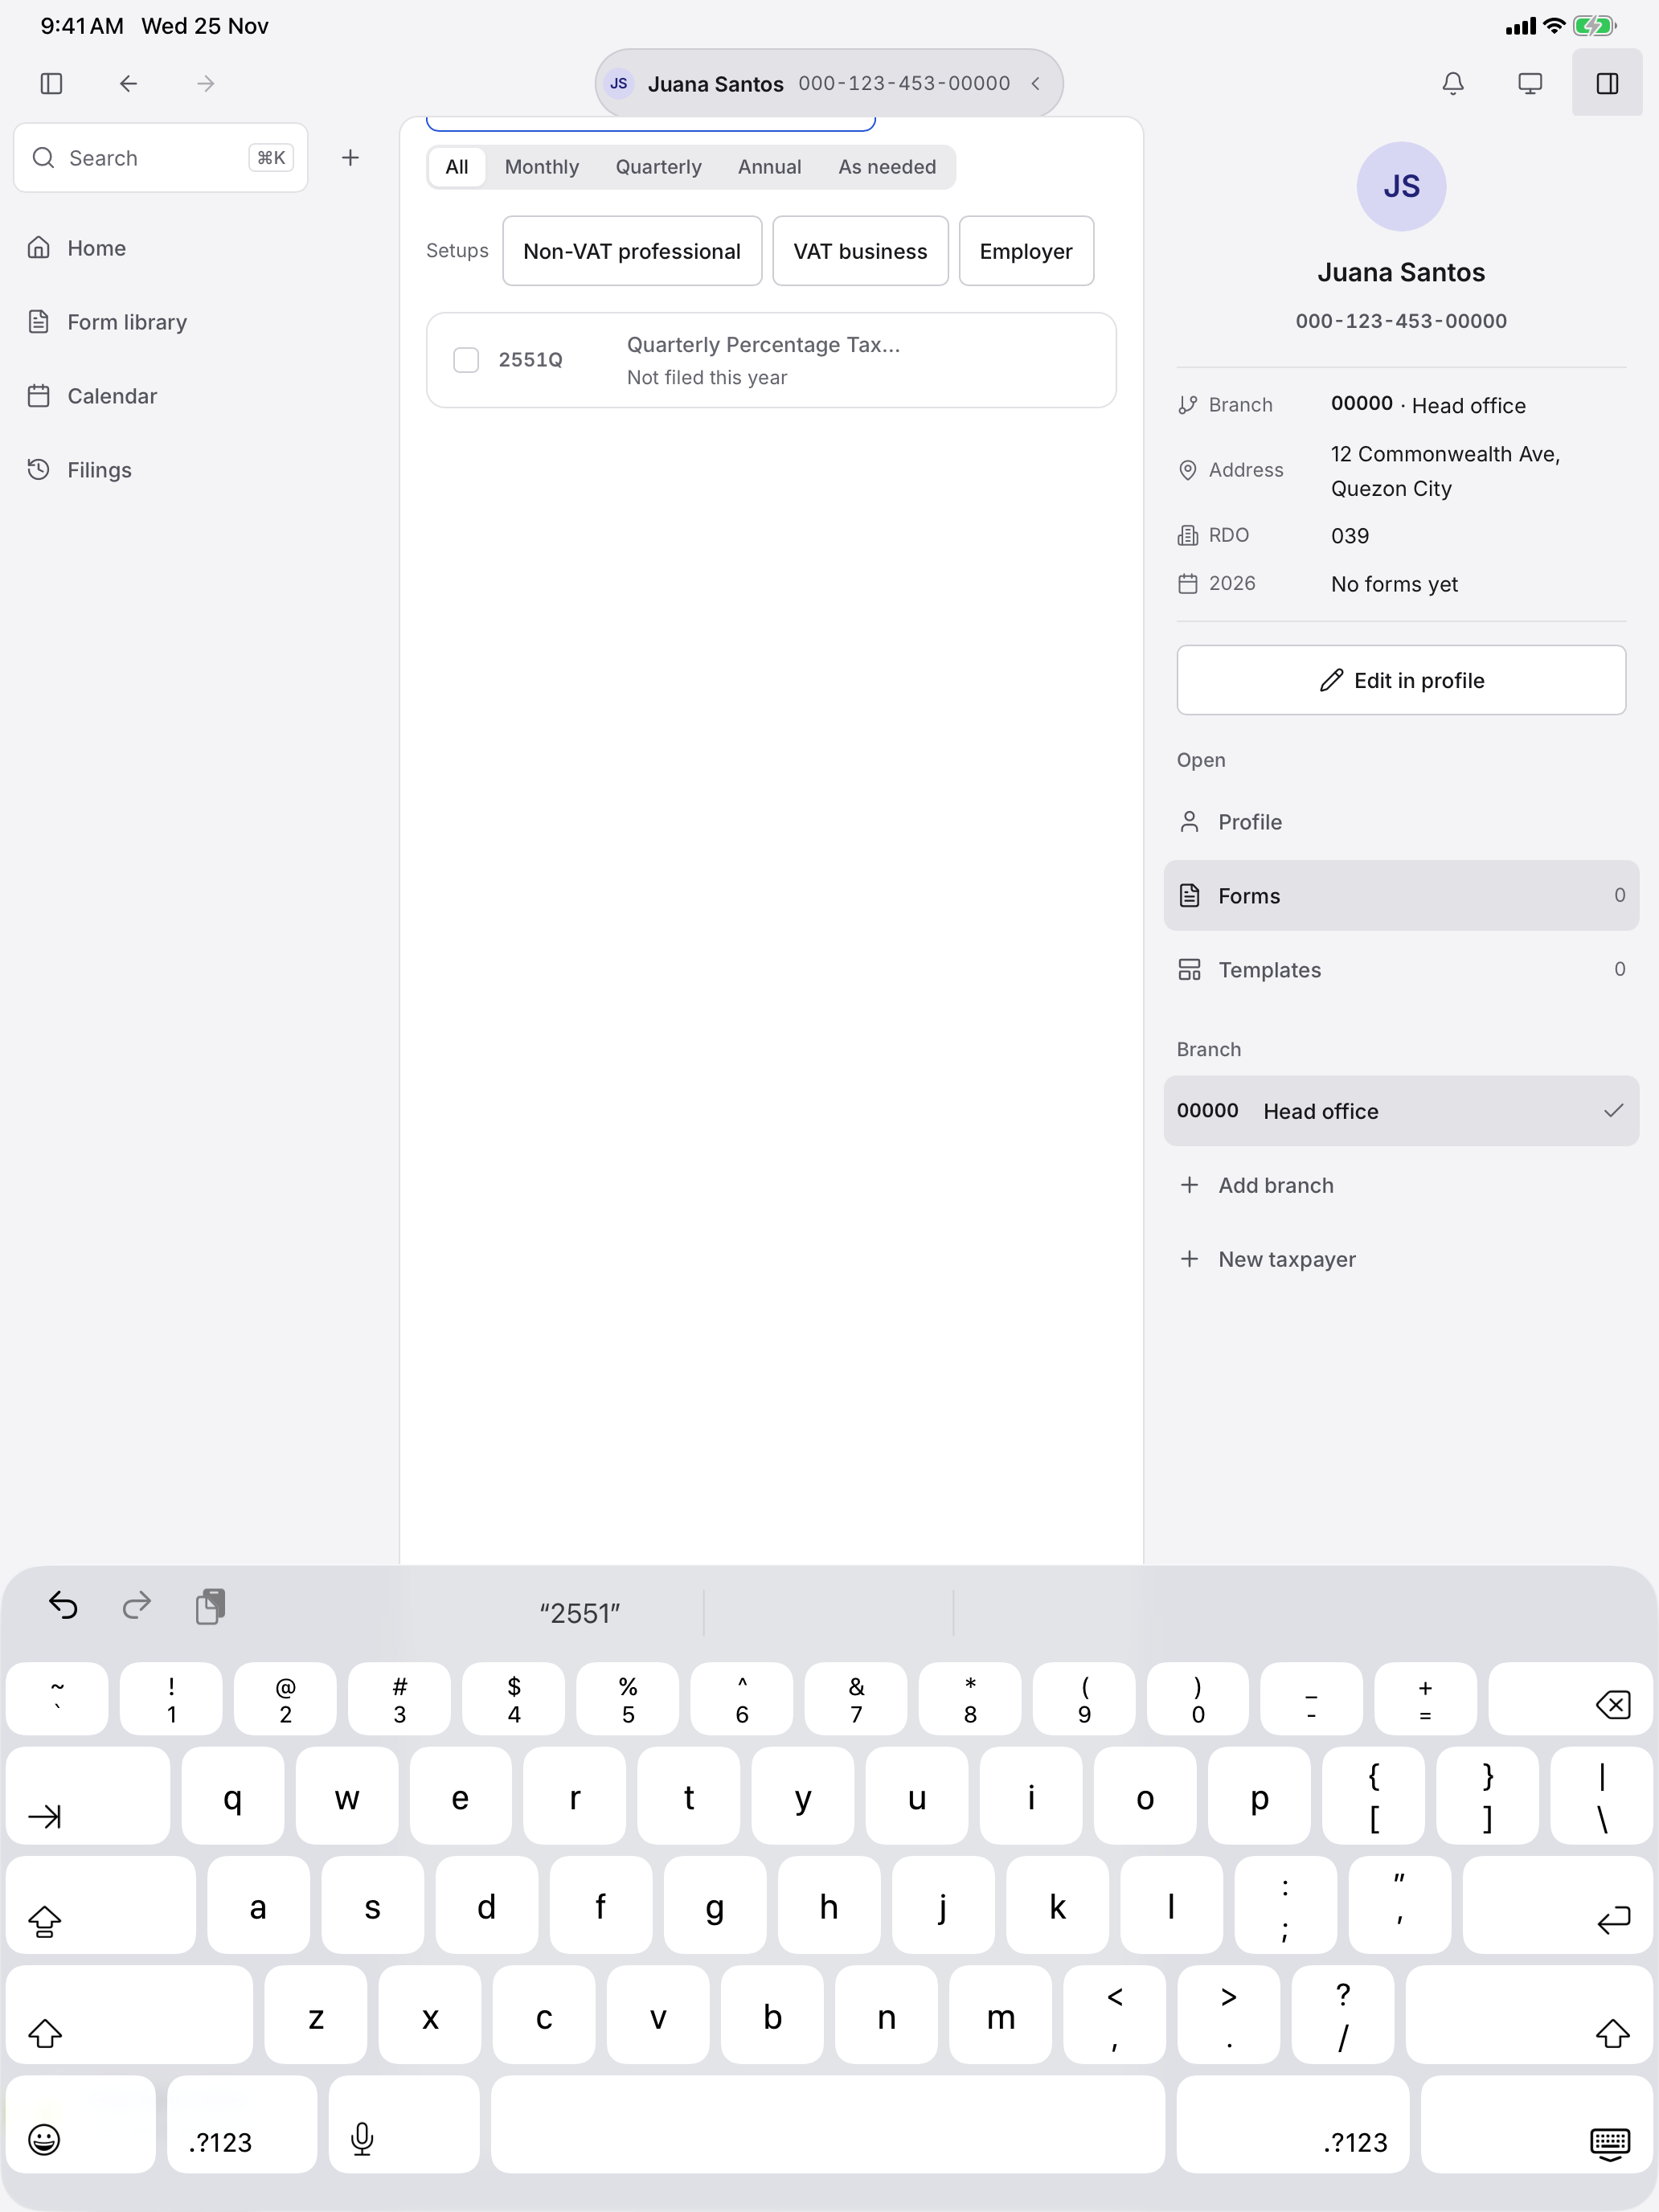 9:41 AM Wed 25 Nov
JS Juana Santos 000-123-453-00000
Search ⌘K
Home
Form library
Calendar
Filings
All Monthly Quarterly Annual As needed
Setups Non-VAT professional VAT business Employer
2551Q Quarterly Percentage Tax...
Not filed this year
JS
Juana Santos
000-123-453-00000
Branch 00000 · Head office
Address 12 Commonwealth Ave,
Quezon City
RDO 039
2026 No forms yet
Edit in profile
Open
Profile
Forms 0
Templates 0
Branch
00000 Head office
Add branch
New taxpayer
“2551”
~ ! @ # $ % ^ & * ( ) _ +
` 1 2 3 4 5 6 7 8 9 0 - =
q w e r t y u i o p { } |
[ ] \
a s d f g h j k l : "
; '
z x c v b n m < > ?
, . /
.?123 .?123